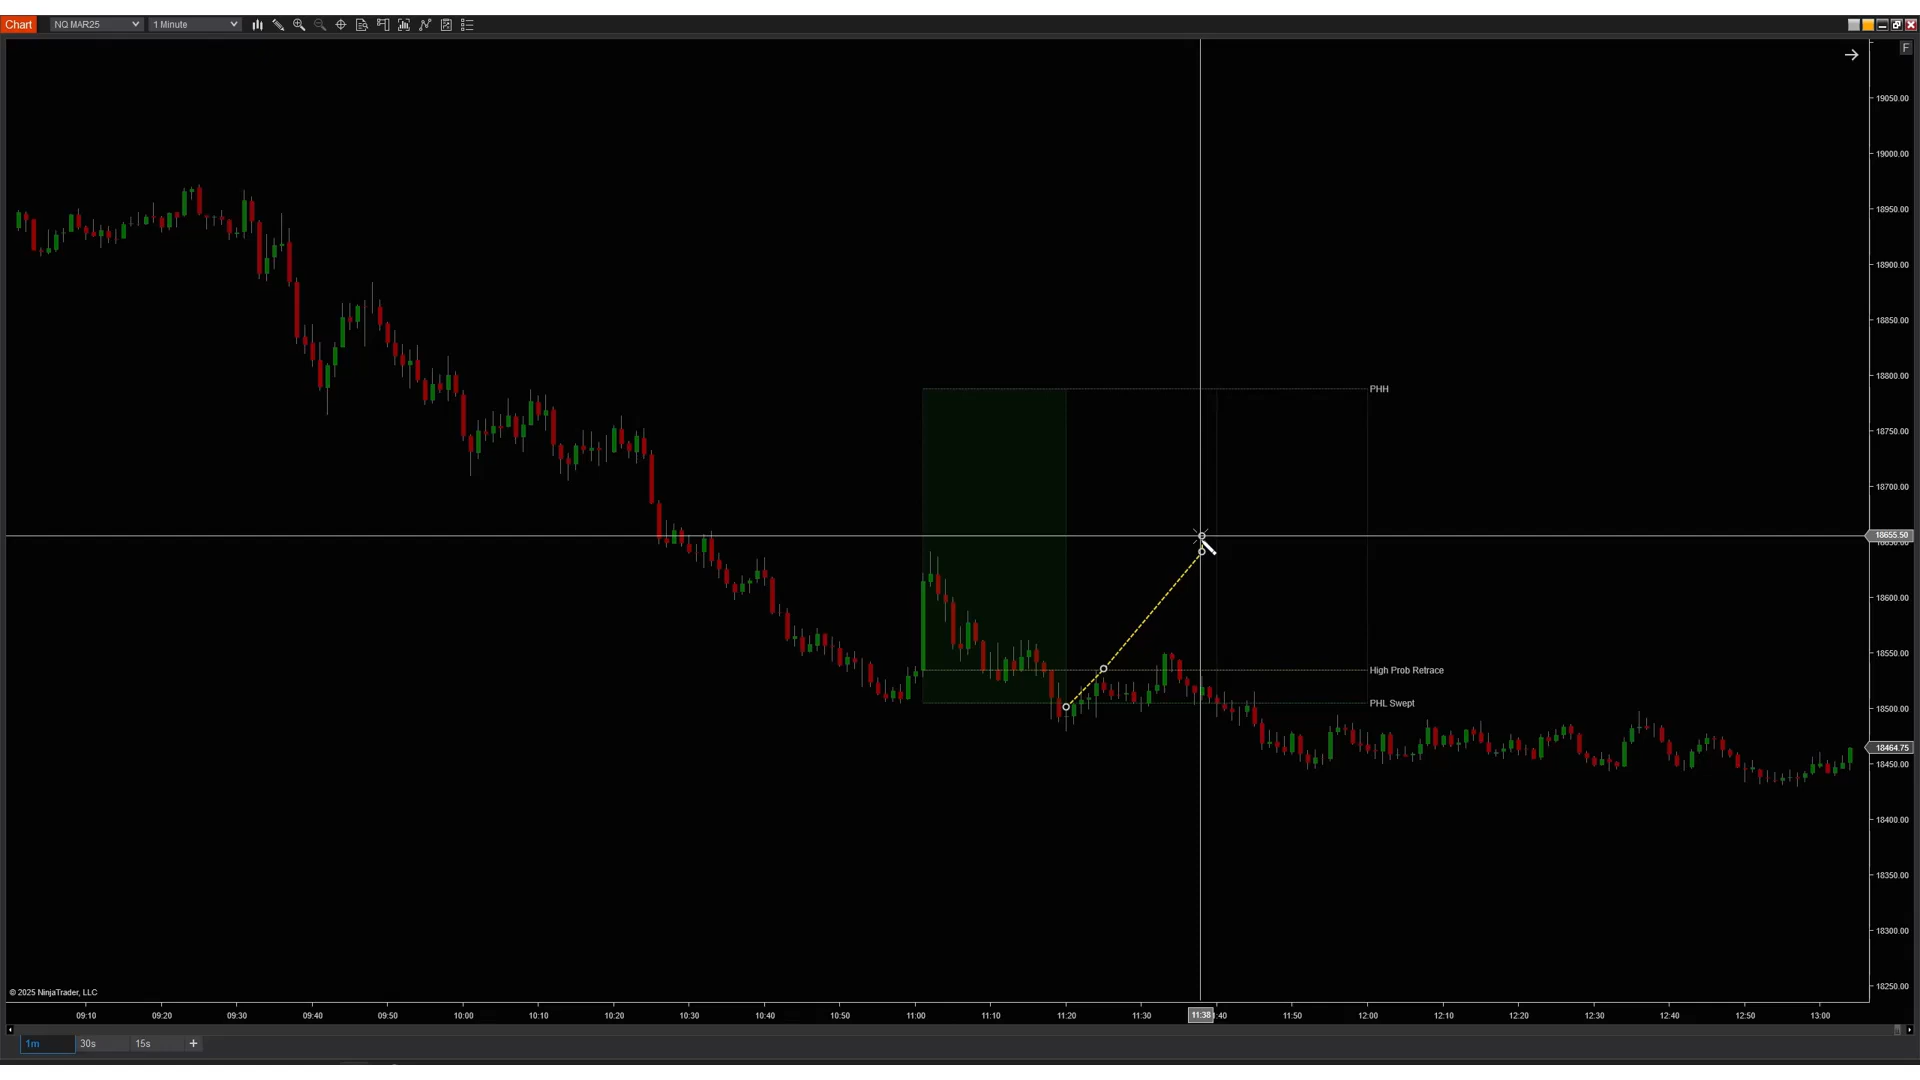 Chart NQ MAR25 1 Minute
F
19050.00
19000.00
18950.00
18900.00
18850.00
18800.00
PHH
18750.00
18700.00
18655.50
18600.00
18550.00
High Prob Retrace
PHL Swept
18500.00
18464.75
18450.00
18400.00
18350.00
18300.00
18250.00
© 2025 NinjaTrader, LLC
09:10 09:20 09:30 09:40 09:50 10:00 10:10 10:20 10:30 10:40 10:50 11:00 11:10 11:20 11:30 11:38 :40 11:50 12:00 12:10 12:20 12:30 12:40 12:50 13:00
1m 30s 15s +